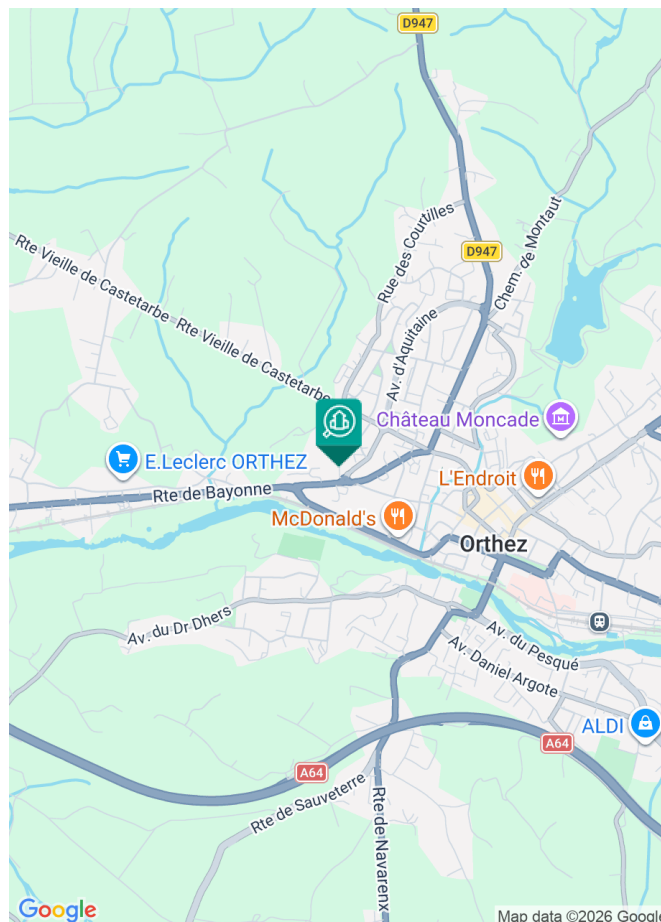 D947
Rue des Courtilles
Chem. de Montaut
D947
Rte Vieille de Castetarbe
Rte Vieille de Castetarbe
Av. d'Aquitaine
Château Moncade
E.Leclerc ORTHEZ
L'Endroit
Rte de Bayonne
McDonald's
Orthez
Av. du Dr Dhers
Av. du Pesqué
Av. Daniel Argote
ALDI
A64
A64
Rte de Sauveterre
Rte de Navarrenx
Google
Map data ©2026 Google